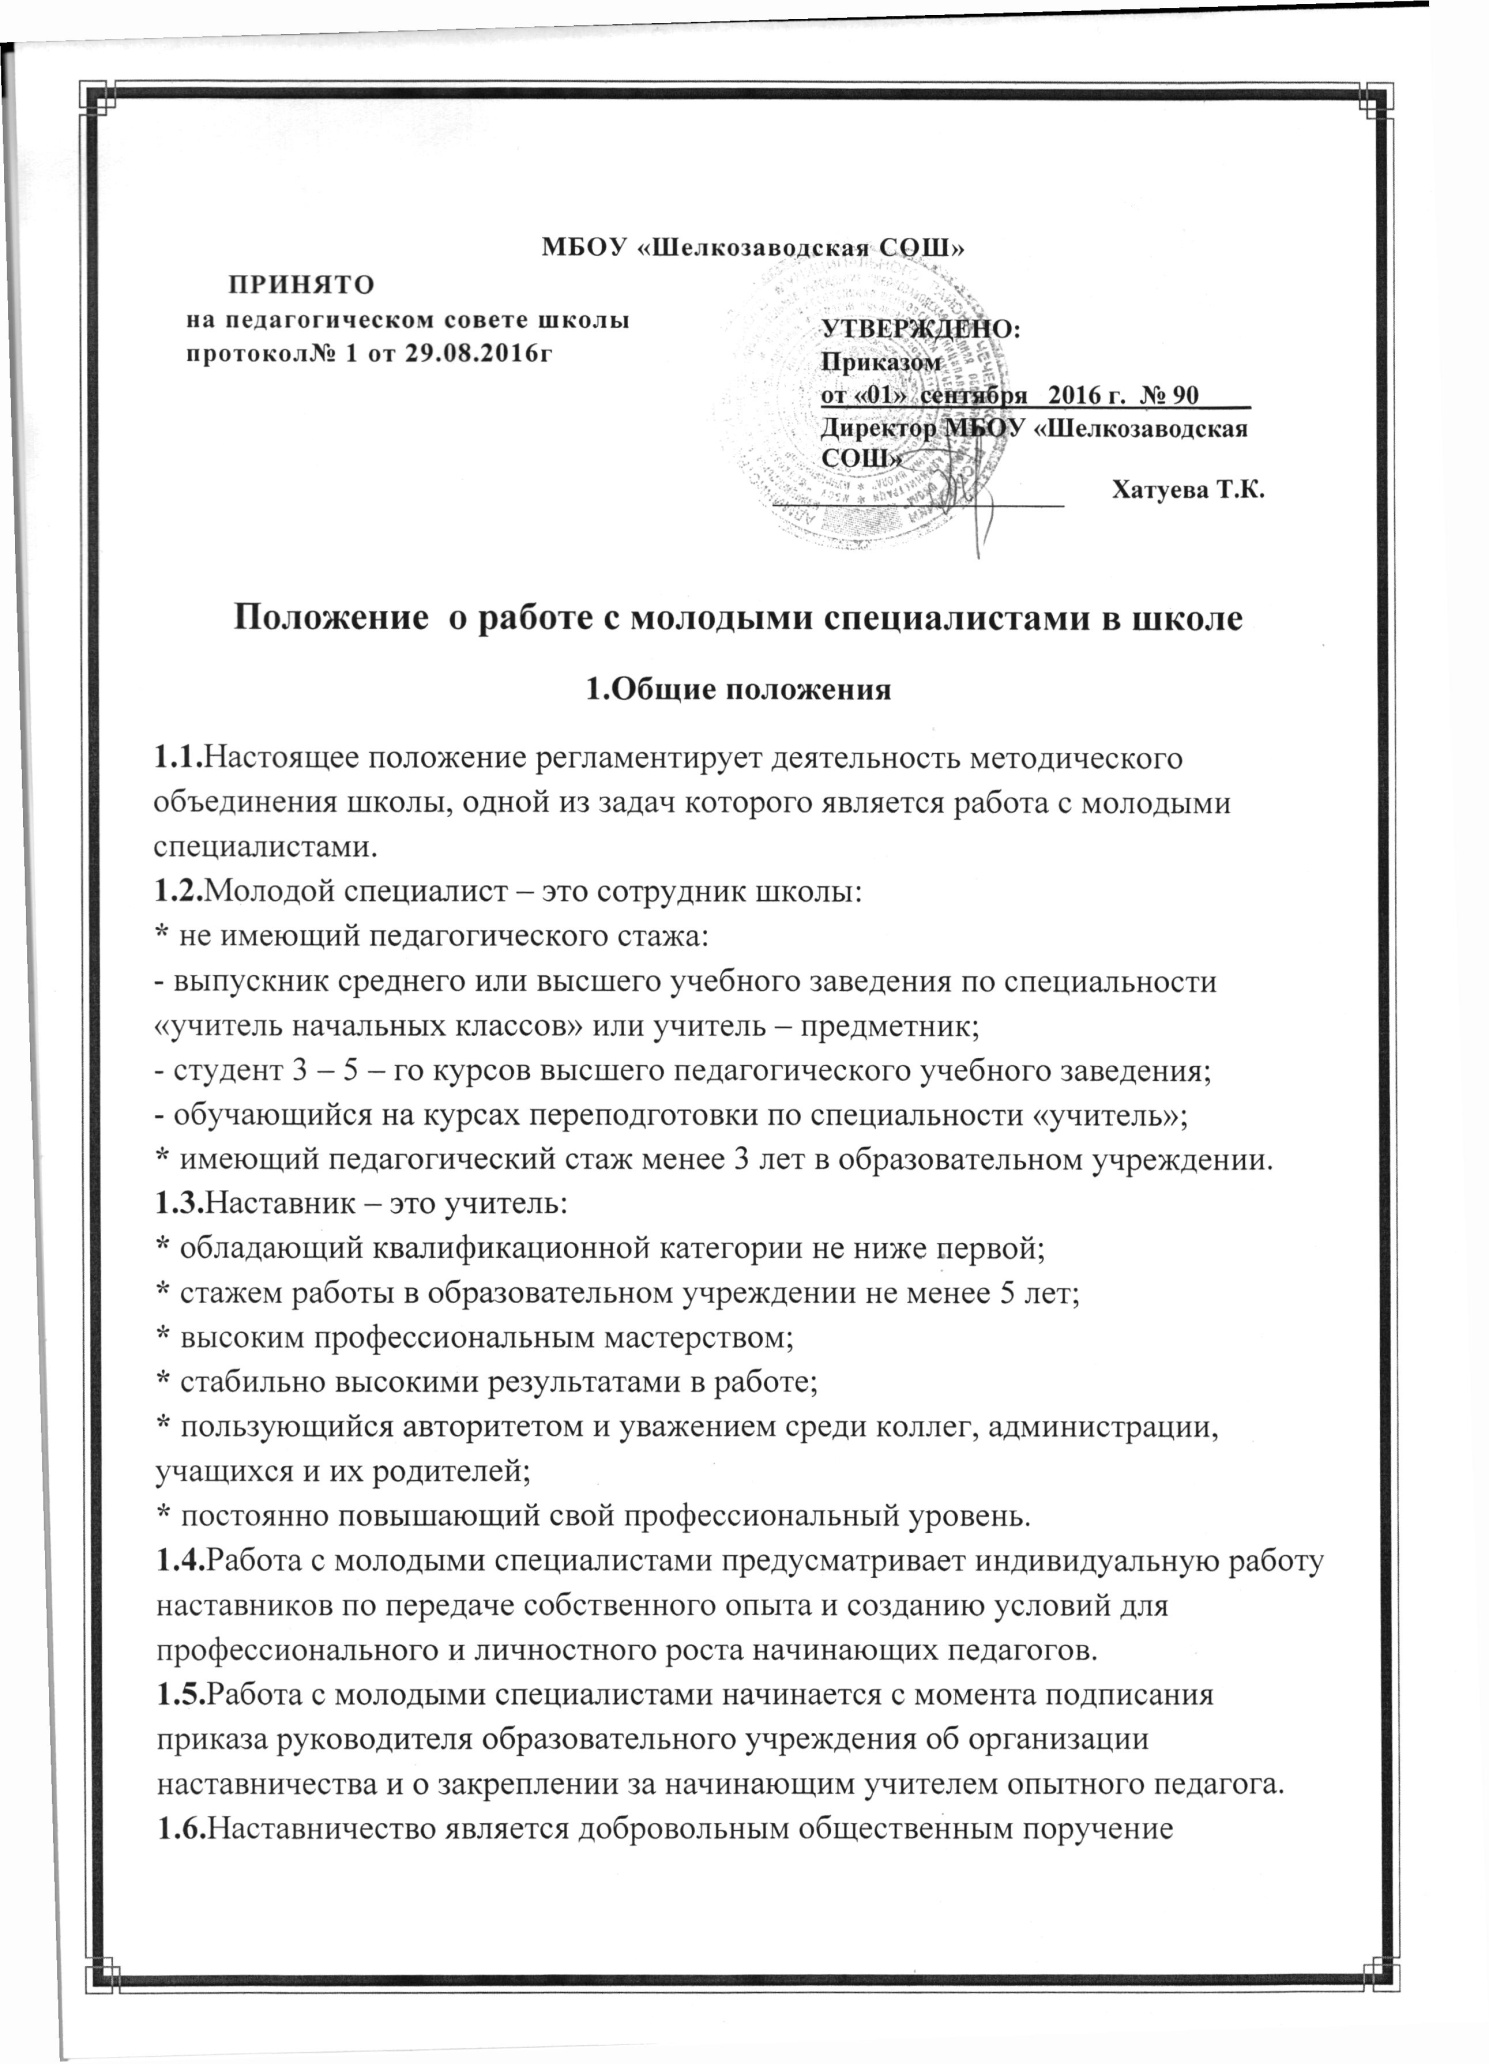 МБОУ «Шелкозаводская СОШ»
ПРИНЯТО
на педагогическом совете школы
протокол№ 1 от 29.08.2016г
УТВЕРЖДЕНО:
Приказом
от «01» сентября 2016 г. № 90
Директор МБОУ «Шелкозаводская
СОШ»
Хатуева Т.К.
Положение о работе с молодыми специалистами в школе
1.Общие положения
1.1.Настоящее положение регламентирует деятельность методического
объединения школы, одной из задач которого является работа с молодыми
специалистами.
1.2.Молодой специалист – это сотрудник школы:
* не имеющий педагогического стажа:
- выпускник среднего или высшего учебного заведения по специальности
«учитель начальных классов» или учитель – предметник;
- студент 3 – 5 – го курсов высшего педагогического учебного заведения;
- обучающийся на курсах переподготовки по специальности «учитель»;
* имеющий педагогический стаж менее 3 лет в образовательном учреждении.
1.3.Наставник – это учитель:
* обладающий квалификационной категории не ниже первой;
* стажем работы в образовательном учреждении не менее 5 лет;
* высоким профессиональным мастерством;
* стабильно высокими результатами в работе;
* пользующийся авторитетом и уважением среди коллег, администрации,
учащихся и их родителей;
* постоянно повышающий свой профессиональный уровень.
1.4.Работа с молодыми специалистами предусматривает индивидуальную работу
наставников по передаче собственного опыта и созданию условий для
профессионального и личностного роста начинающих педагогов.
1.5.Работа с молодыми специалистами начинается с момента подписания
приказа руководителя образовательного учреждения об организации
наставничества и о закреплении за начинающим учителем опытного педагога.
1.6.Наставничество является добровольным общественным поручение